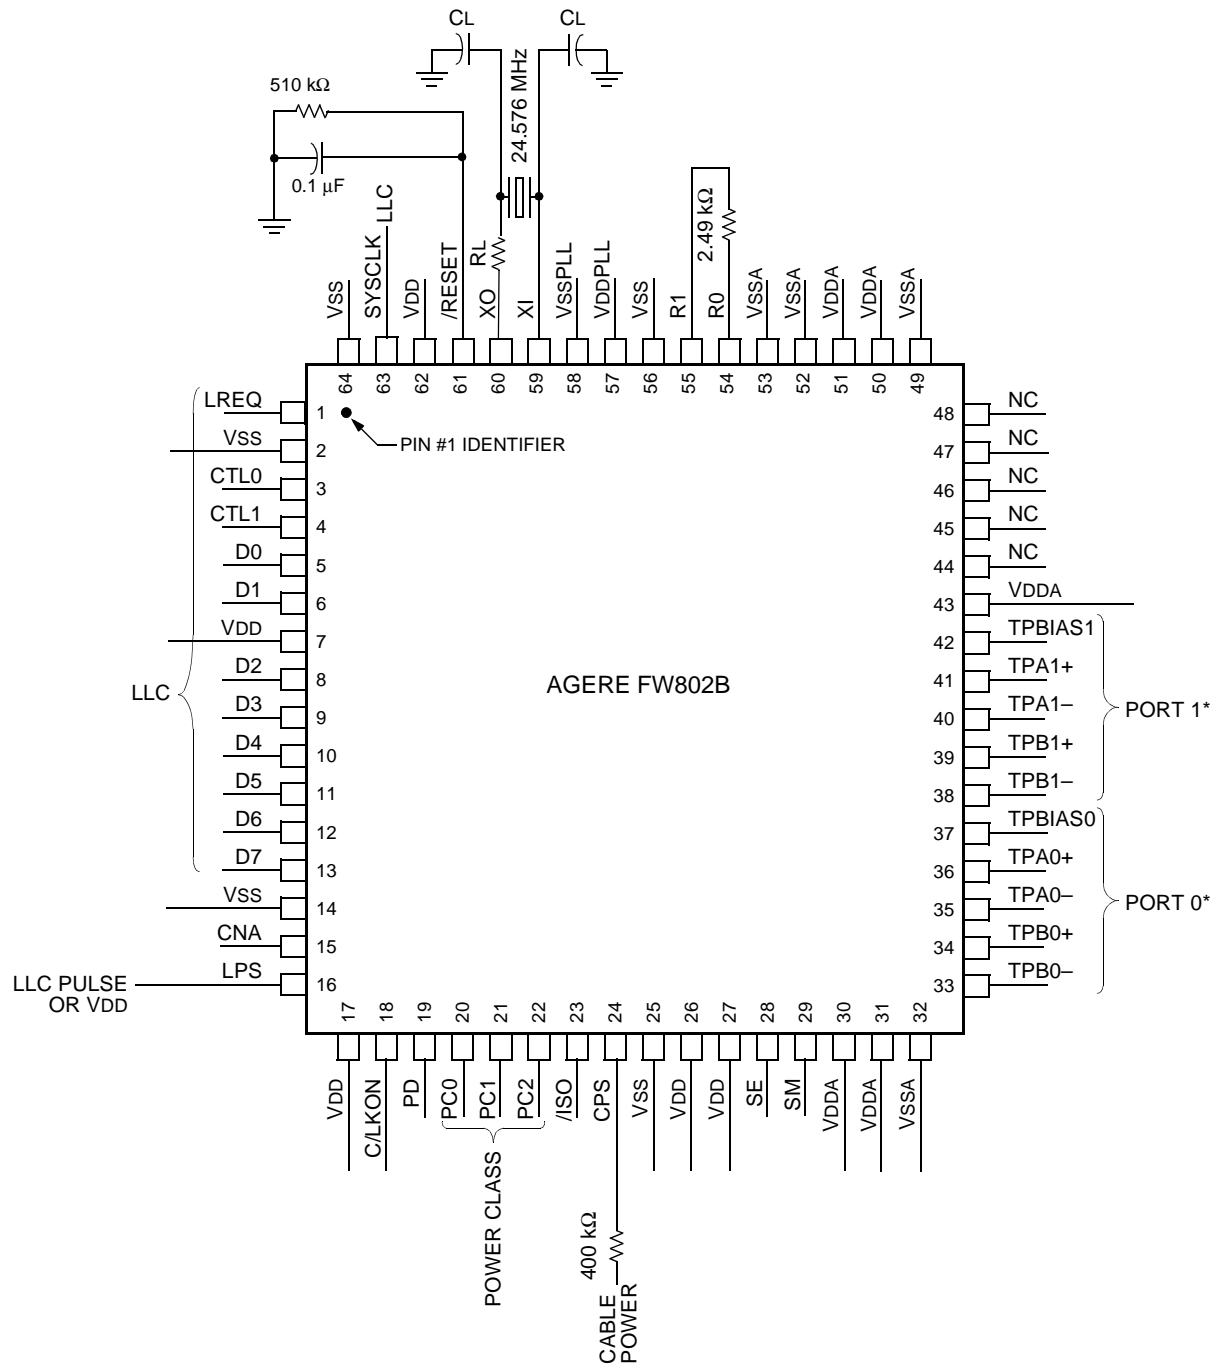 CL
CL
24.576 MHz
510 kΩ
0.1 µF
LLC
2.49 kΩ
VSS
SYSCLK
VDD
/RESET
XO
RL
XI
VSSPLL
VDDPLL
VSS
R1
R0
VSSA
VSSA
VDDA
VDDA
VSSA
64
63
62
61
60
59
58
57
56
55
54
53
52
51
50
49
PIN #1 IDENTIFIER
LREQ 1
VSS 2
CTL0 3
CTL1 4
D0 5
D1 6
VDD 7
D2 8
D3 9
D4 10
D5 11
D6 12
D7 13
VSS 14
CNA 15
LPS 16
LLC
LLC PULSE
OR VDD
AGERE FW802B
48 NC
47 NC
46 NC
45 NC
44 NC
43 VDDA
42 TPBIAS1
41 TPA1+
40 TPA1–
39 TPB1+
38 TPB1–
PORT 1*
37 TPBIAS0
36 TPA0+
35 TPA0–
34 TPB0+
33 TPB0–
PORT 0*
17
18
19
20
21
22
23
24
25
26
27
28
29
30
31
32
VDD
C/LKON
PD
PC0
PC1
PC2
/ISO
CPS
VSS
VDD
VDD
SE
SM
VDDA
VDDA
VSSA
POWER CLASS
400 kΩ
CABLE
POWER